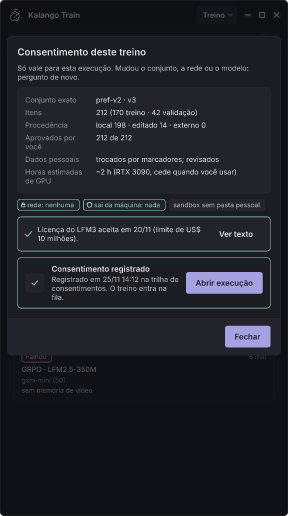 Kalango Train
Treino
Consentimento deste treino
Só vale para esta execução. Mudou o conjunto, a rede ou o modelo:
pergunto de novo.
Conjunto exato pref-v2 · v3
Itens 212 (170 treino · 42 validação)
Procedência local 198 · editado 14 · externo 0
Aprovados por 212 de 212
você
Dados pessoais trocados por marcadores; revisados
Horas estimadas ~2 h (RTX 3090, cede quando você usar)
de GPU
rede: nenhuma sai da máquina: nada sandbox sem pasta pessoal
Licença do LFM3 aceita em 20/11 (limite de US$ Ver texto
10 milhões).
Consentimento registrado
Registrado em 25/11 14:12 na trilha de Abrir execução
consentimentos. O treino entra na
fila.
Fechar
Falhou 6 min
GRPO · LFM2.5-350M
gsm-mini (50)
sem memória de vídeo